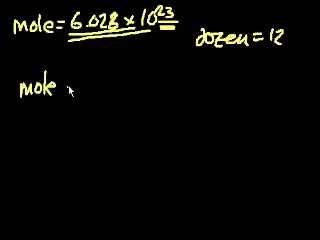 mole = 6.028 x 10^23
dozen = 12
mole